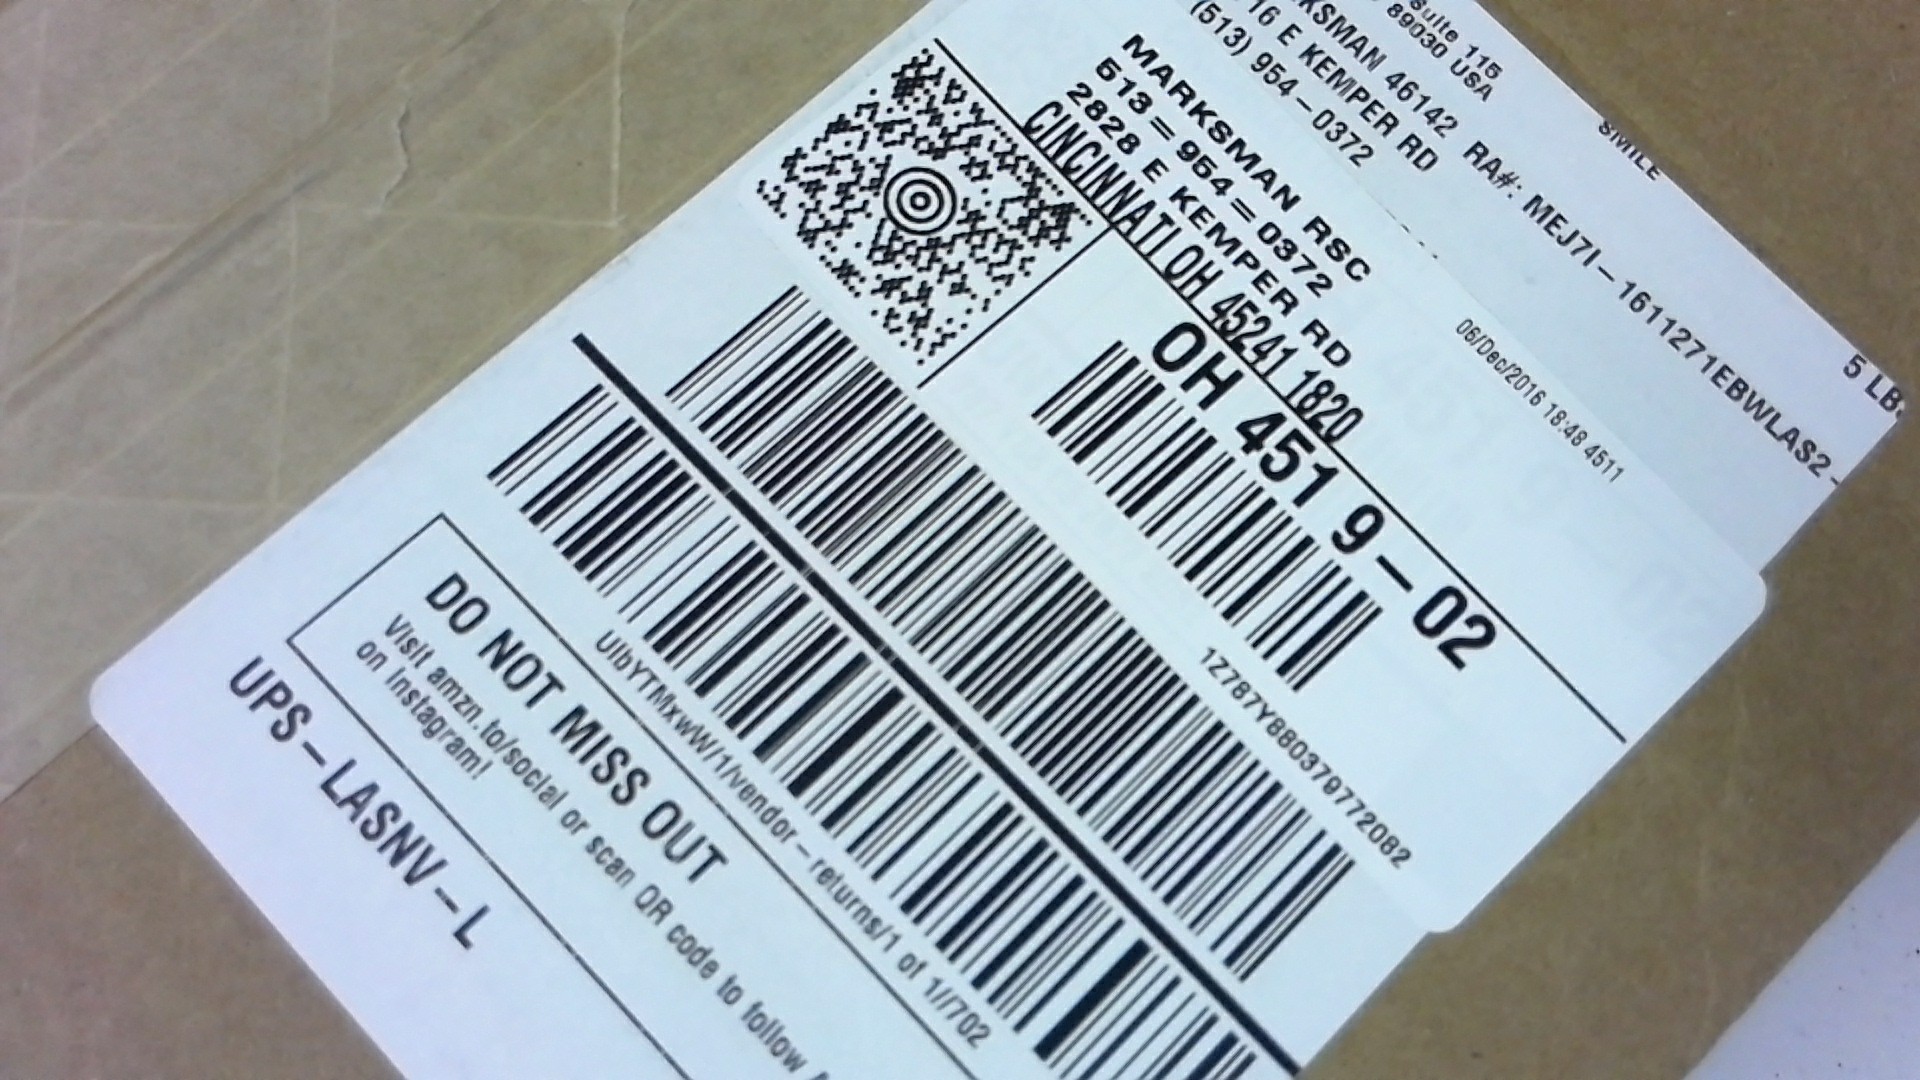 Suite 115
89030 USA
SMILE
5 LB
KSMAN 46142 RA#: MEJ7I-1611271EBWLAS2-
16 E KEMPER RD
(513) 954-0372
MARKSMAN RSC
513=954=0372
2828 E KEMPER RD
CINCINNATI OH 45241 1820
06/Dec/2016 18:48 4511
OH 451 9-02
1Z787Y880379772082
UlbYTMxwW/1/vendor-returns/1 of 1//702
DO NOT MISS OUT
Visit amzn.to/social or scan QR code to follow
on Instagram!
UPS-LASNV-L